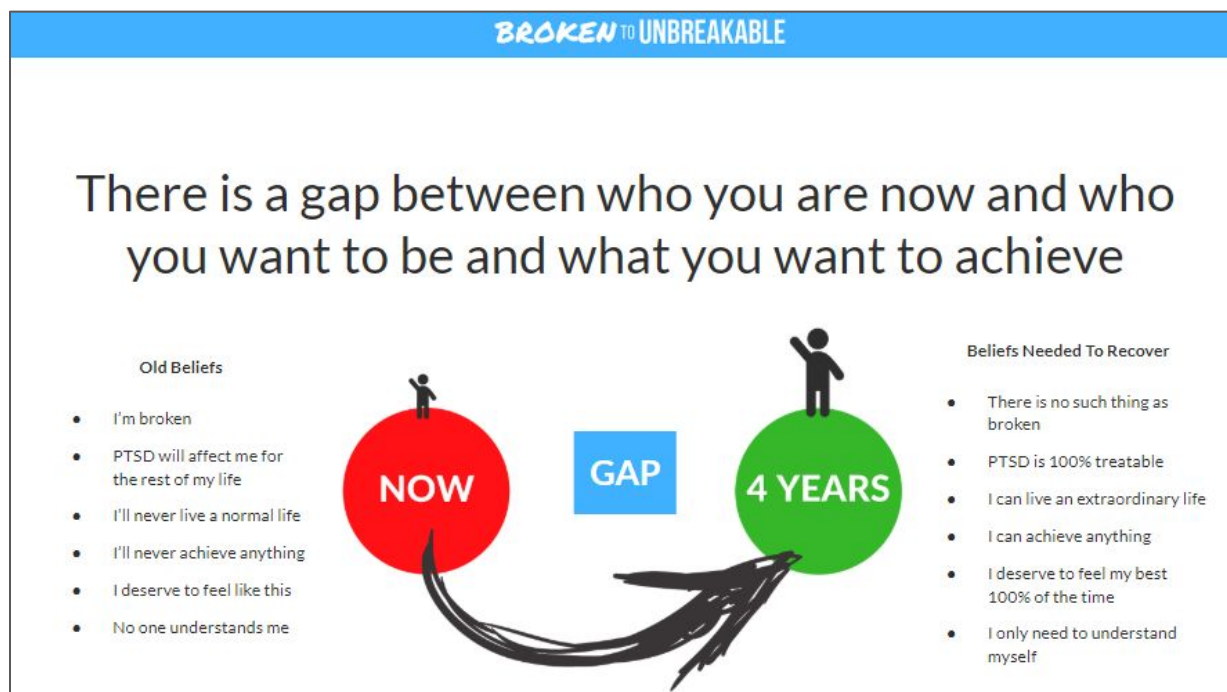 BROKEN TO UNBREAKABLE
There is a gap between who you are now and who
you want to be and what you want to achieve
Old Beliefs
● I'm broken
● PTSD will affect me for
the rest of my life
● I'll never live a normal life
● I'll never achieve anything
● I deserve to feel like this
● No one understands me
NOW
GAP
4 YEARS
Beliefs Needed To Recover
● There is no such thing as
broken
● PTSD is 100% treatable
● I can live an extraordinary life
● I can achieve anything
● I deserve to feel my best
100% of the time
● I only need to understand
myself